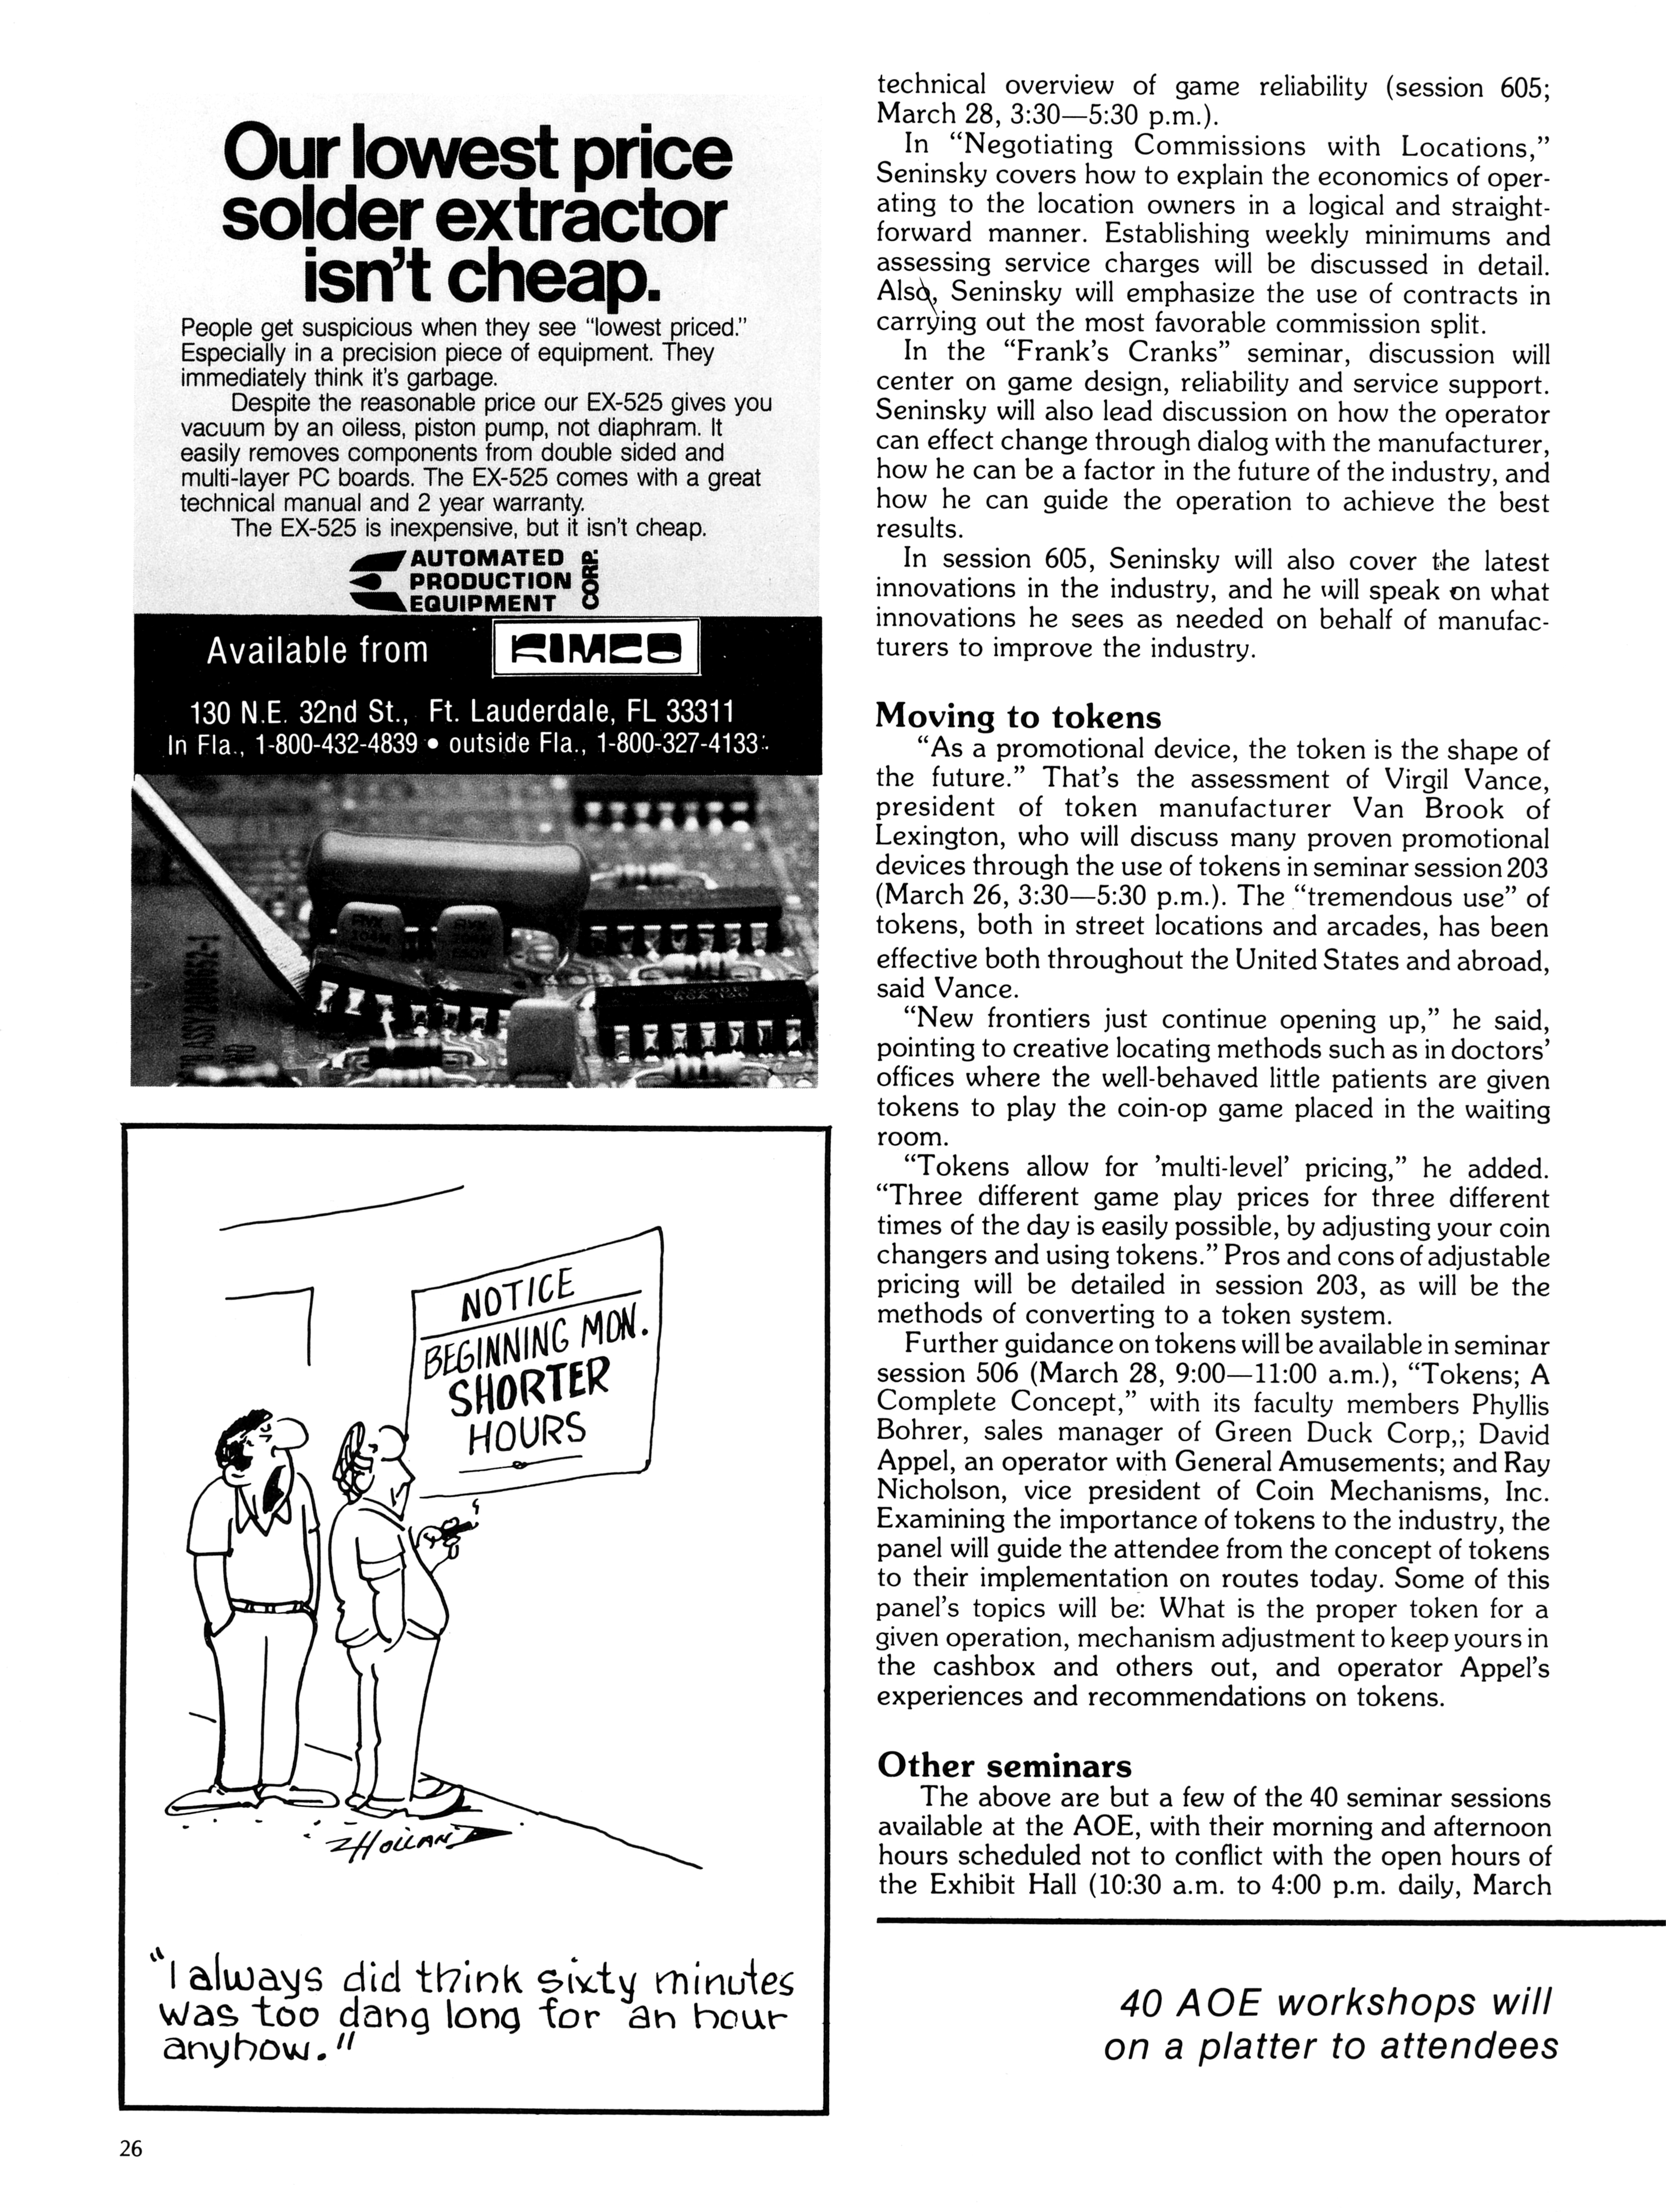 Our lowest price
solder extractor
isn't cheap.
People get suspicious when they see "lowest priced."
Especially in a precision piece of equipment. They
immediately think it's garbage.
Despite the reasonable price our EX-525 gives you
vacuum by an oiless, piston pump, not diaphram. It
easily removes components from double sided and
multi-layer PC boards. The EX-525 comes with a great
technical manual and 2 year warranty.
The EX-525 is inexpensive, but it isn't cheap.
AUTOMATED
PRODUCTION
EQUIPMENT
CORP.
Available from
RIMCO
130 N.E. 32nd St., Ft. Lauderdale, FL 33311
In Fla., 1-800-432-4839 • outside Fla., 1-800-327-4133
NOTICE
BEGINNING MON.
SHORTER
HOURS
HOLLAND
"I always did think sixty minutes
was too dang long for an hour
anyhow."
26
technical overview of game reliability (session 605;
March 28, 3:30—5:30 p.m.).
In "Negotiating Commissions with Locations,"
Seninsky covers how to explain the economics of oper-
ating to the location owners in a logical and straight-
forward manner. Establishing weekly minimums and
assessing service charges will be discussed in detail.
Also, Seninsky will emphasize the use of contracts in
carrying out the most favorable commission split.
In the "Frank's Cranks" seminar, discussion will
center on game design, reliability and service support.
Seninsky will also lead discussion on how the operator
can effect change through dialog with the manufacturer,
how he can be a factor in the future of the industry, and
how he can guide the operation to achieve the best
results.
In session 605, Seninsky will also cover the latest
innovations in the industry, and he will speak on what
innovations he sees as needed on behalf of manufac-
turers to improve the industry.
Moving to tokens
"As a promotional device, the token is the shape of
the future." That's the assessment of Virgil Vance,
president of token manufacturer Van Brook of
Lexington, who will discuss many proven promotional
devices through the use of tokens in seminar session 203
(March 26, 3:30—5:30 p.m.). The "tremendous use" of
tokens, both in street locations and arcades, has been
effective both throughout the United States and abroad,
said Vance.
"New frontiers just continue opening up," he said,
pointing to creative locating methods such as in doctors'
offices where the well-behaved little patients are given
tokens to play the coin-op game placed in the waiting
room.
"Tokens allow for 'multi-level' pricing," he added.
"Three different game play prices for three different
times of the day is easily possible, by adjusting your coin
changers and using tokens." Pros and cons of adjustable
pricing will be detailed in session 203, as will be the
methods of converting to a token system.
Further guidance on tokens will be available in seminar
session 506 (March 28, 9:00—11:00 a.m.), "Tokens; A
Complete Concept," with its faculty members Phyllis
Bohrer, sales manager of Green Duck Corp,; David
Appel, an operator with General Amusements; and Ray
Nicholson, vice president of Coin Mechanisms, Inc.
Examining the importance of tokens to the industry, the
panel will guide the attendee from the concept of tokens
to their implementation on routes today. Some of this
panel's topics will be: What is the proper token for a
given operation, mechanism adjustment to keep yours in
the cashbox and others out, and operator Appel's
experiences and recommendations on tokens.
Other seminars
The above are but a few of the 40 seminar sessions
available at the AOE, with their morning and afternoon
hours scheduled not to conflict with the open hours of
the Exhibit Hall (10:30 a.m. to 4:00 p.m. daily, March
40 AOE workshops will
on a platter to attendees